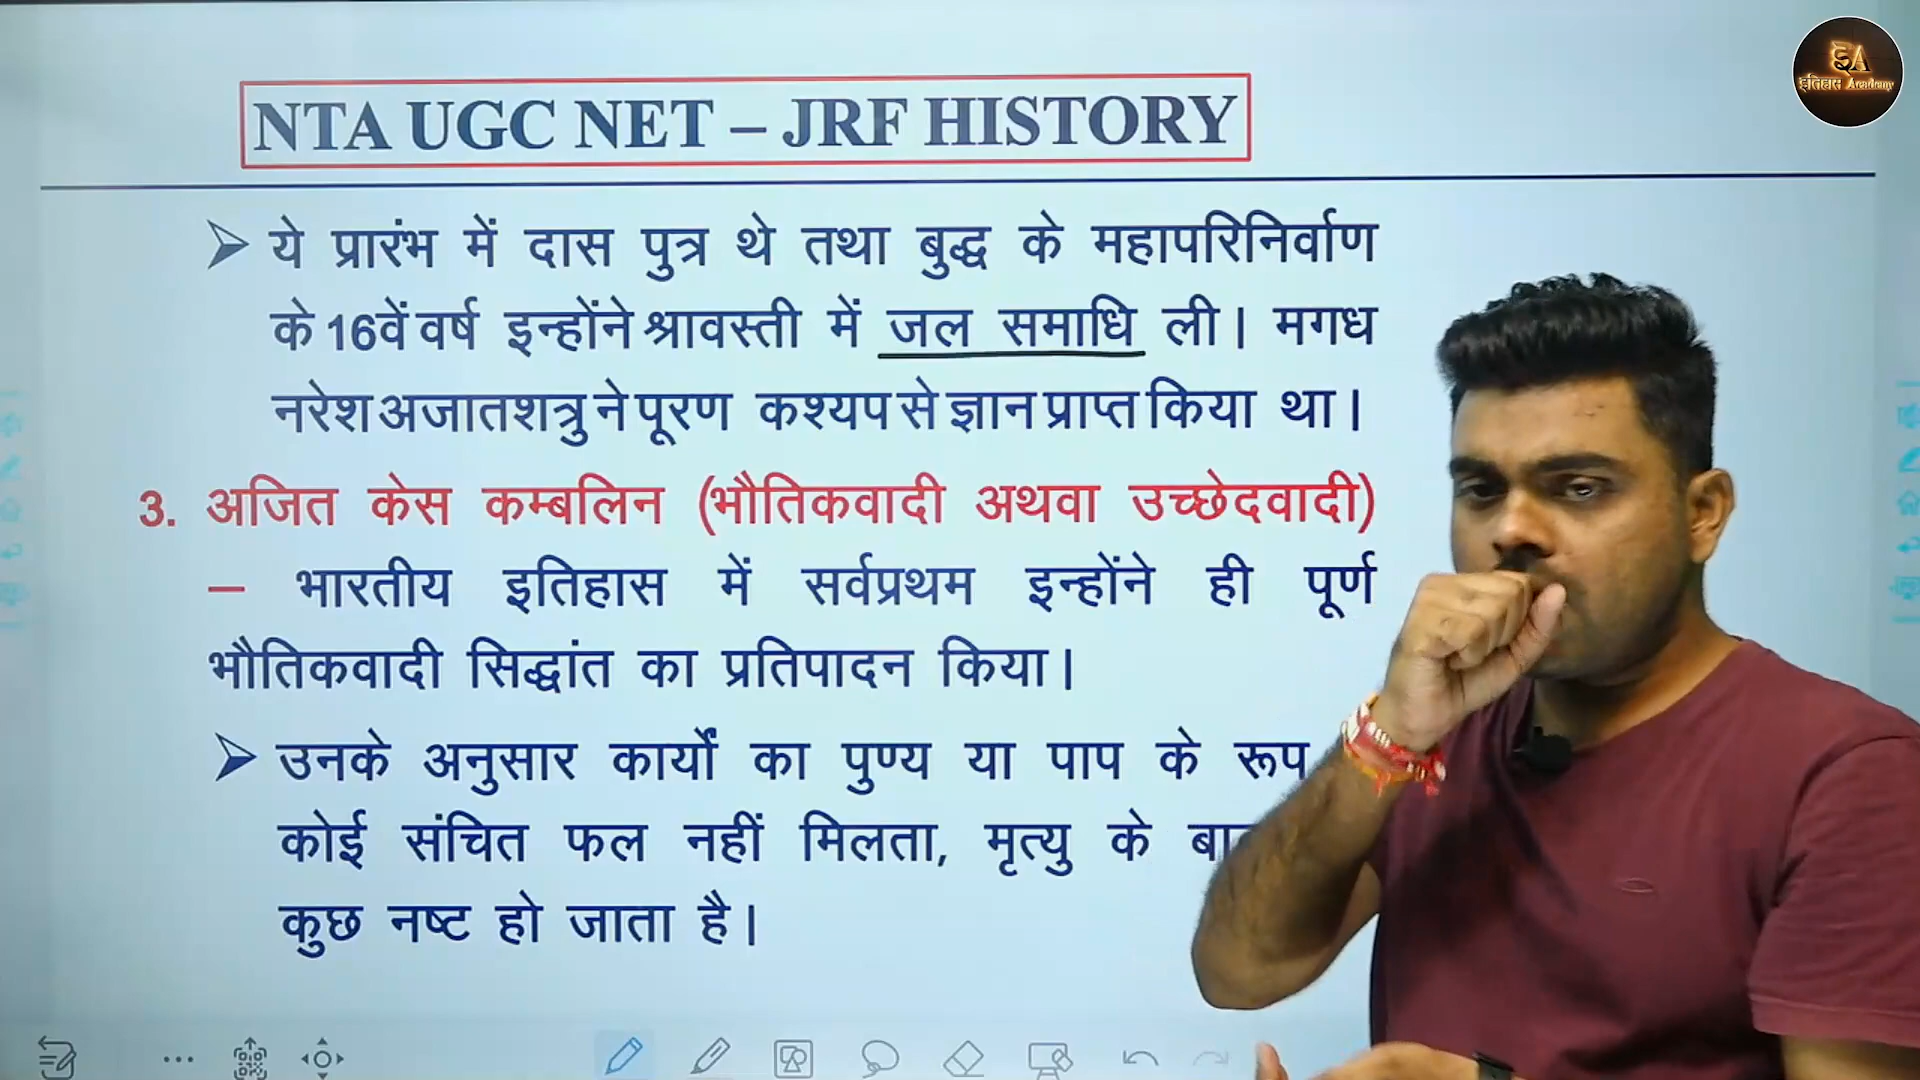 इतिहास Academy
NTA UGC NET – JRF HISTORY
➢ ये प्रारंभ में दास पुत्र थे तथा बुद्ध के महापरिनिर्वाण
के 16वें वर्ष इन्होंने श्रावस्ती में जल समाधि ली। मगध
नरेश अजातशत्रु ने पूरण कश्यप से ज्ञान प्राप्त किया था।
3. अजित केस कम्बलिन (भौतिकवादी अथवा उच्छेदवादी)
– भारतीय इतिहास में सर्वप्रथम इन्होंने ही पूर्ण
भौतिकवादी सिद्धांत का प्रतिपादन किया।
➢ उनके अनुसार कार्यों का पुण्य या पाप के रूप
कोई संचित फल नहीं मिलता, मृत्यु के
कुछ नष्ट हो जाता है।